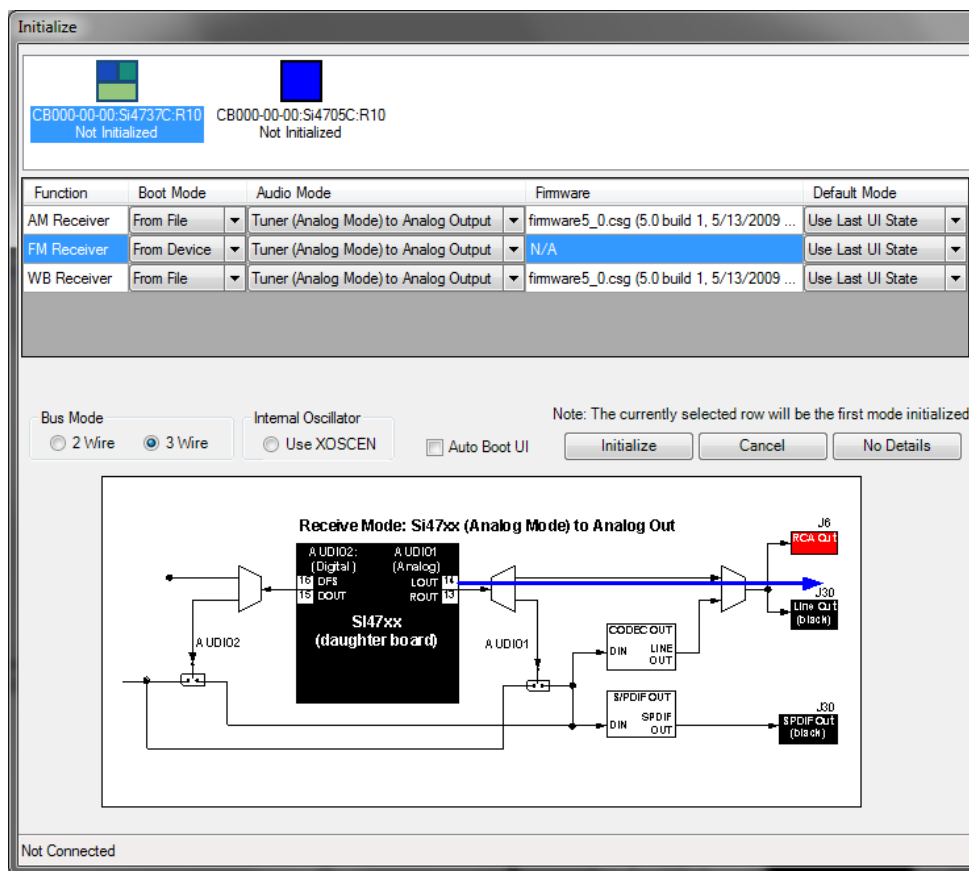 Initialize
CB000-00-00:Si4737C:R10
Not Initialized
CB000-00-00:Si4705C:R10
Not Initialized
Function Boot Mode Audio Mode Firmware Default Mode
AM Receiver From File Tuner (Analog Mode) to Analog Output firmware5_0.csg (5.0 build 1, 5/13/2009 ... Use Last UI State
FM Receiver From Device Tuner (Analog Mode) to Analog Output N/A Use Last UI State
WB Receiver From File Tuner (Analog Mode) to Analog Output firmware5_0.csg (5.0 build 1, 5/13/2009 ... Use Last UI State
Bus Mode
2 Wire 3 Wire
Internal Oscillator
Use XOSCEN
Auto Boot UI
Note: The currently selected row will be the first mode initialized
Initialize Cancel No Details
Receive Mode: Si47xx (Analog Mode) to Analog Out
AUDIO2:
(Digital)
AUDIO1
(Analog)
16 DFS
15 DOUT
LOUT 14
ROUT 13
SI47xx
(daughter board)
AUDIO2
AUDIO1
J6
RCA Out
J30
Line Out
(black)
CODEC OUT
DIN LINE
OUT
S/PDIF OUT
DIN SPDIF
OUT
J30
SPDIF Out
(black)
Not Connected